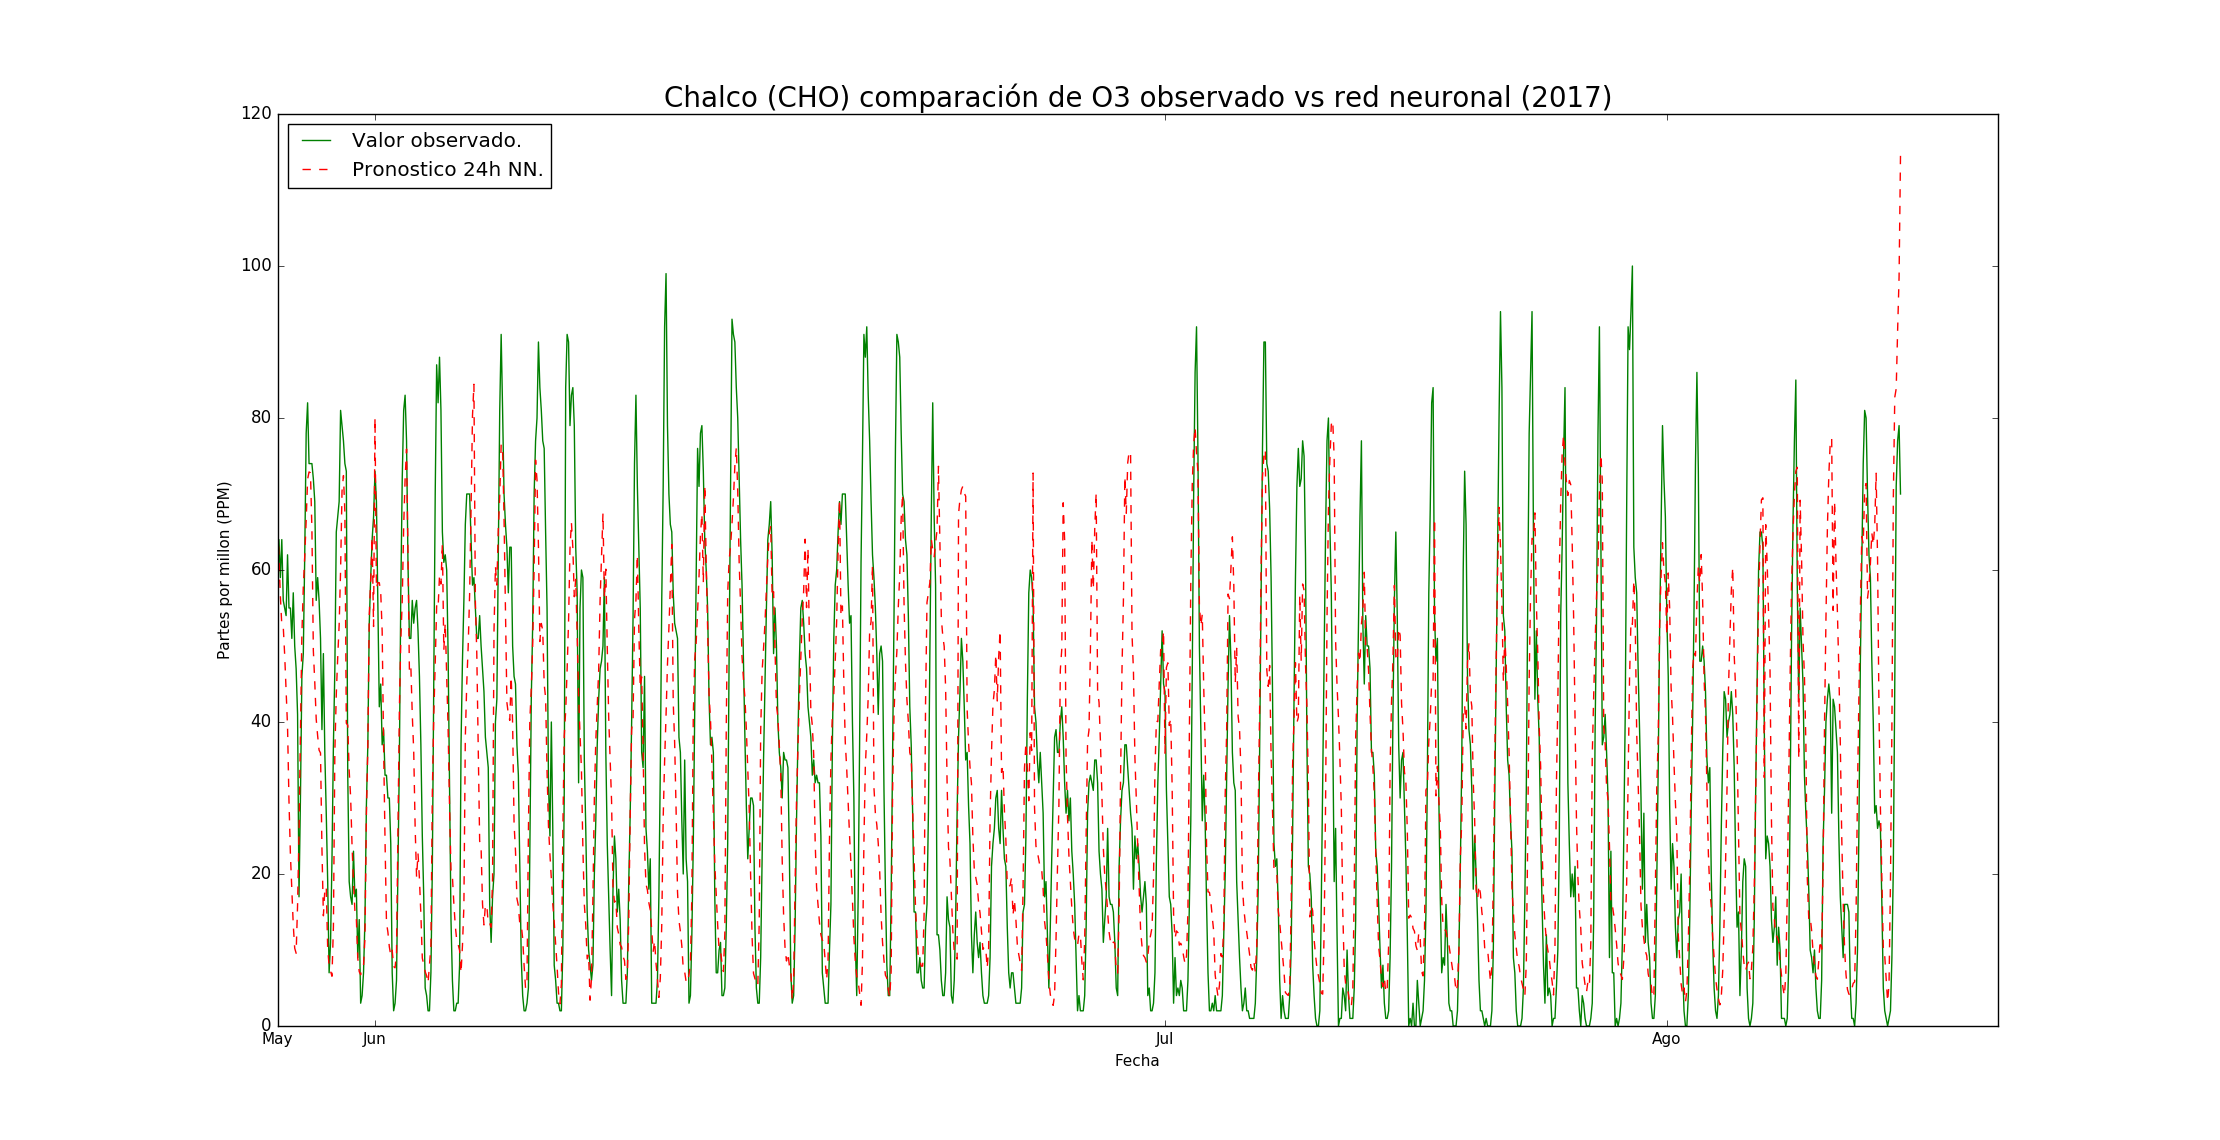 Chalco (CHO) comparación de O3 observado vs red neuronal (2017)
120
100
80
60
40
20
0
Valor observado.
Pronostico 24h NN.
Partes por millon (PPM)
May Jun Jul Ago
Fecha